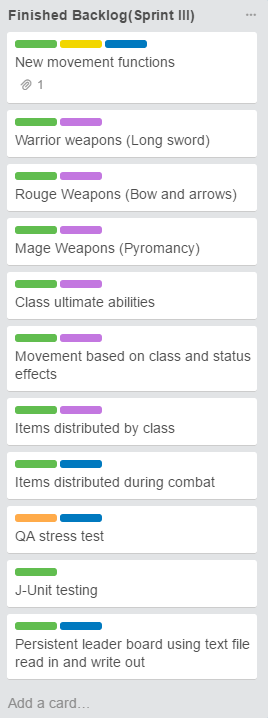 Finished Backlog(Sprint III)
New movement functions
1
Warrior weapons (Long sword)
Rouge Weapons (Bow and arrows)
Mage Weapons (Pyromancy)
Class ultimate abilities
Movement based on class and status
effects
Items distributed by class
Items distributed during combat
QA stress test
J-Unit testing
Persistent leader board using text file
read in and write out
Add a card...